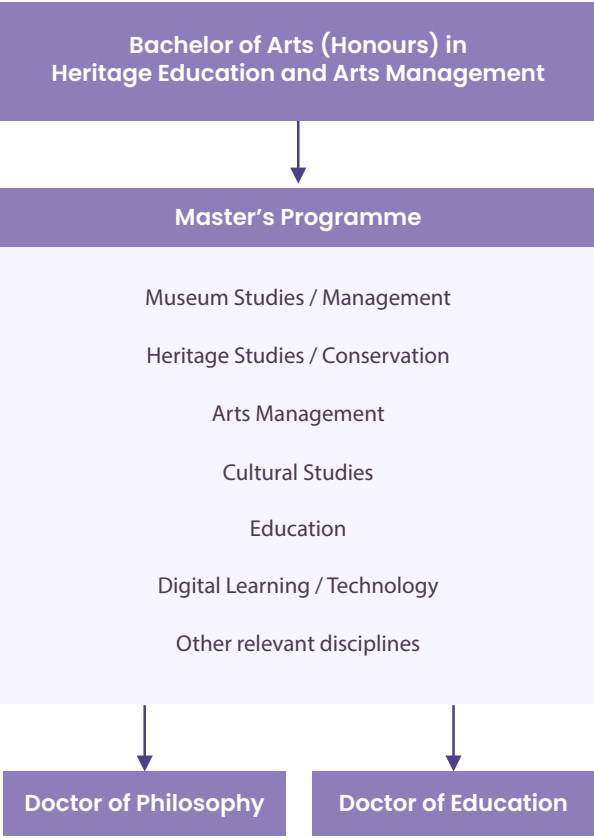 Bachelor of Arts (Honours) in
Heritage Education and Arts Management
Master’s Programme
Museum Studies / Management
Heritage Studies / Conservation
Arts Management
Cultural Studies
Education
Digital Learning / Technology
Other relevant disciplines
Doctor of Philosophy
Doctor of Education